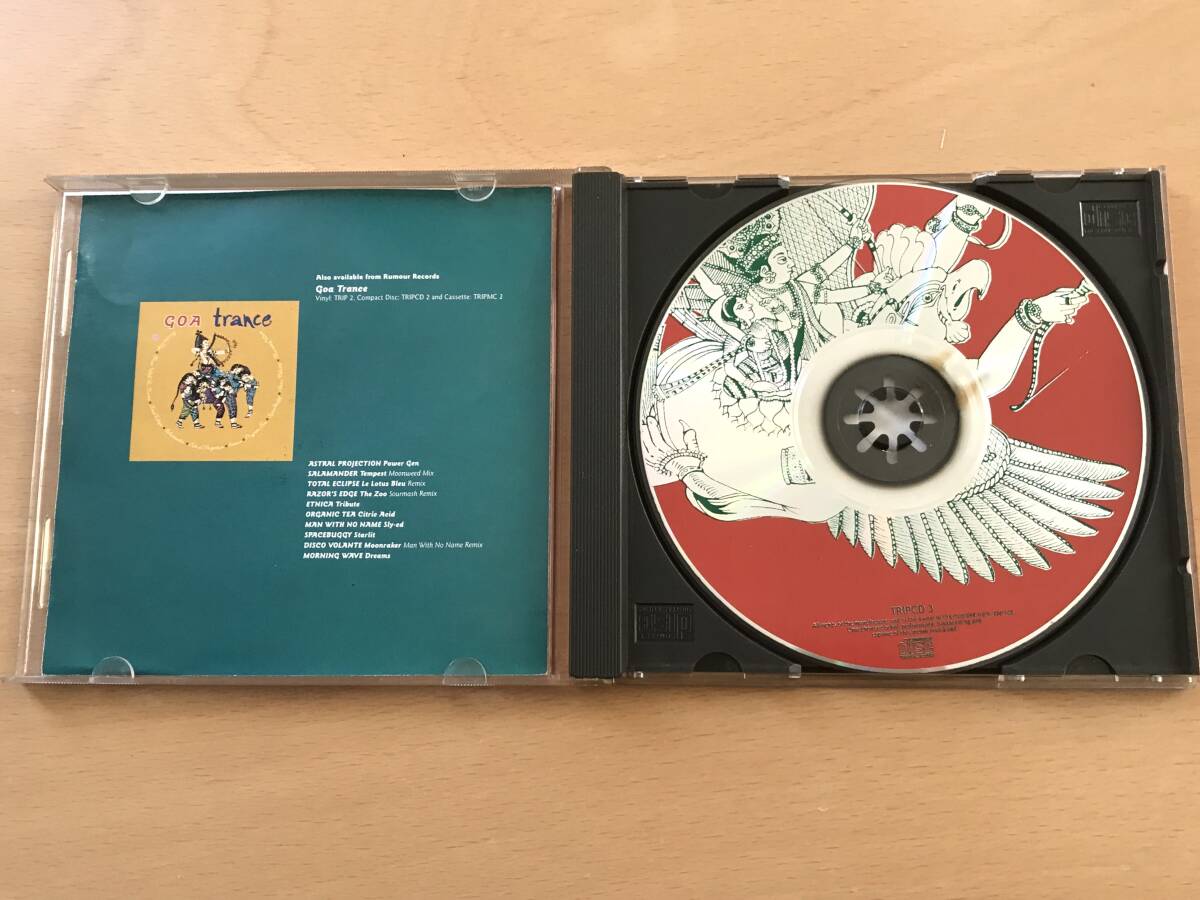 Also available from Rumour Records
Goa Trance
Vinyl: TRIP 2, Compact Disc: TRIPCD 2 and Cassette: TRIPMC 2
GOA trance
ASTRAL PROJECTION Power Gen
SALAMANDER Tempest Moonweed Mix
TOTAL ECLIPSE Le Lotus Bleu Remix
RAZOR'S EDGE The Zoo Sourmash Remix
ETNICA Tribute
ORGANIC TEA Citric Acid
MAN WITH NO NAME Sly-ed
SPACEBUGGY Starlit
DISCO VOLANTE Moonraker Man With No Name Remix
MORNING WAVE Dreams
TRIPCD 3